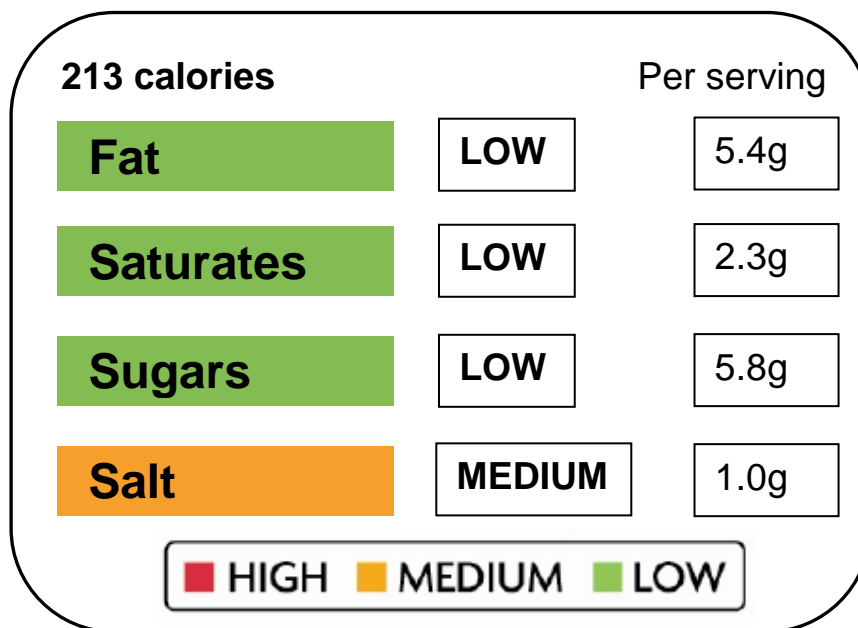 213 calories Per serving
Fat LOW 5.4g
Saturates LOW 2.3g
Sugars LOW 5.8g
Salt MEDIUM 1.0g
HIGH MEDIUM LOW